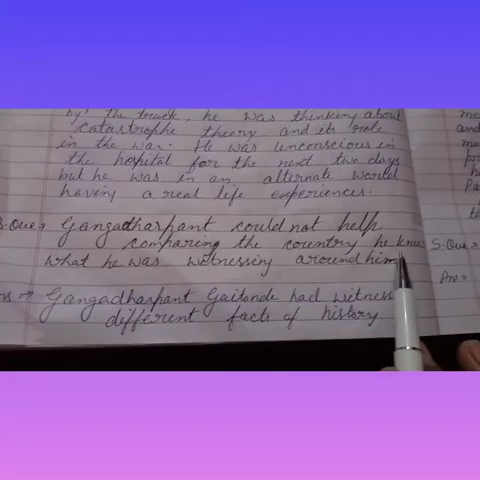 by the truck, he was thinking about
catastrophe theory and its role
in the war. He was unconscious in
the hospital for the next two days
but he was in an alternate world
having a real life experiences.
3. Que = Gangadharpant could not help
comparing the country he knew
what he was witnessing around him
Gangadharpant Gaitonde had witness
different facts of history
5. Que =
Ans =